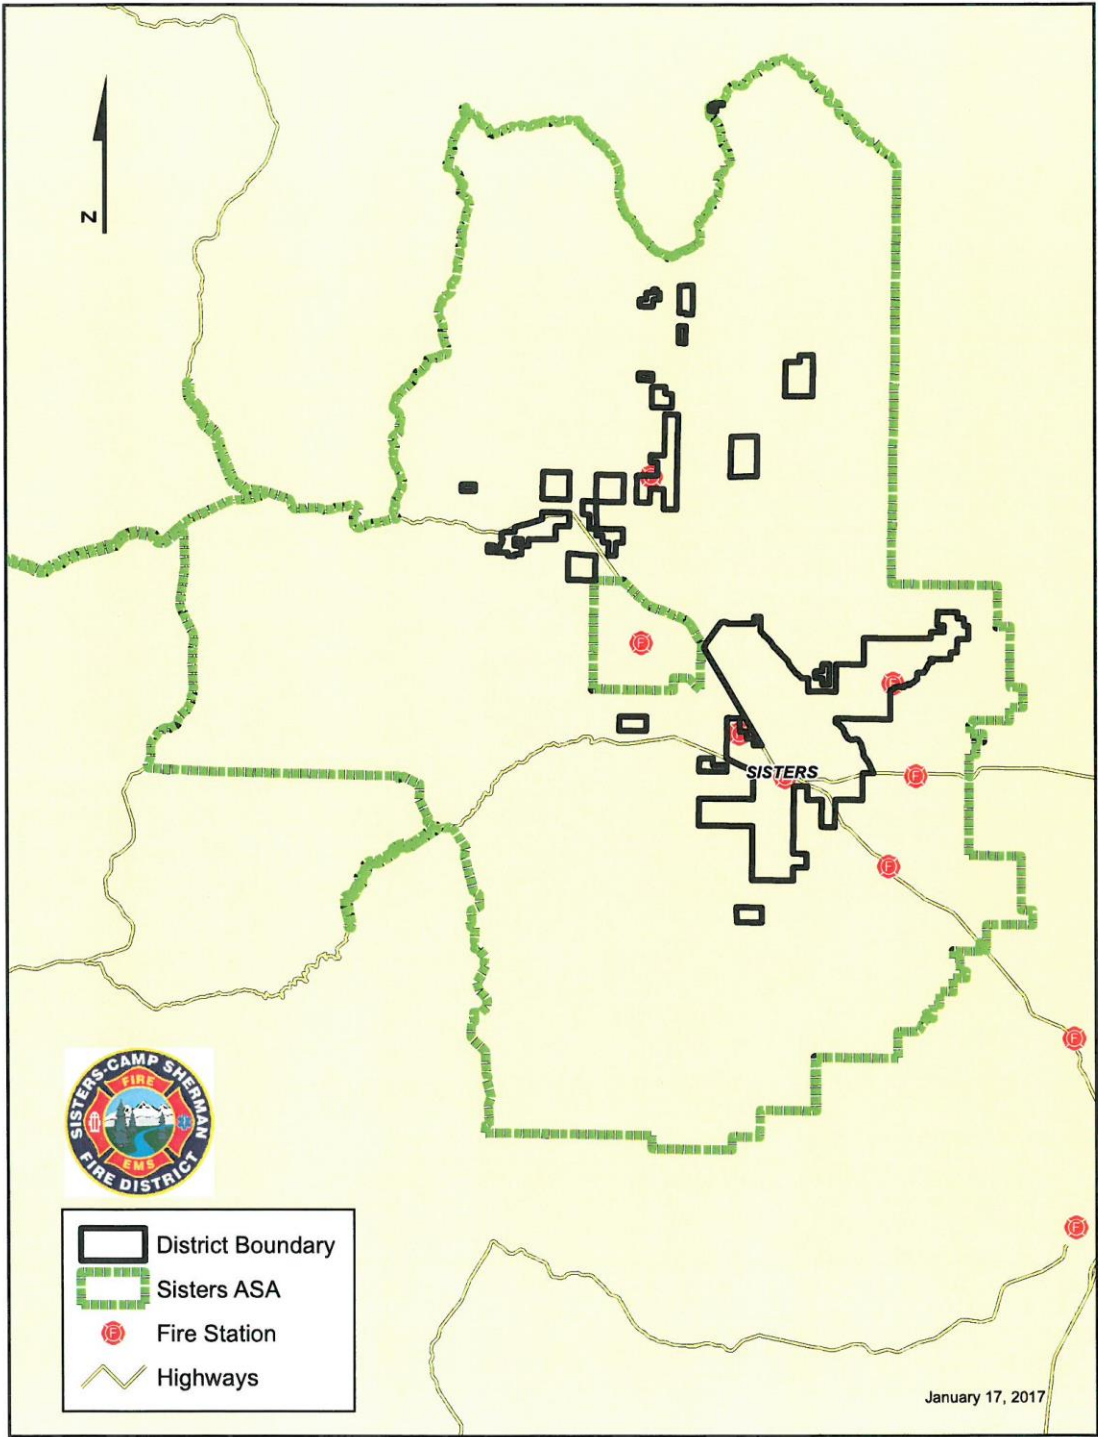 N
SISTERS
SISTERS-CAMP SHERMAN
FIRE
EMS
FIRE DISTRICT
District Boundary
Sisters ASA
F Fire Station
Highways
January 17, 2017
F
F
F
F
F
F
F
F